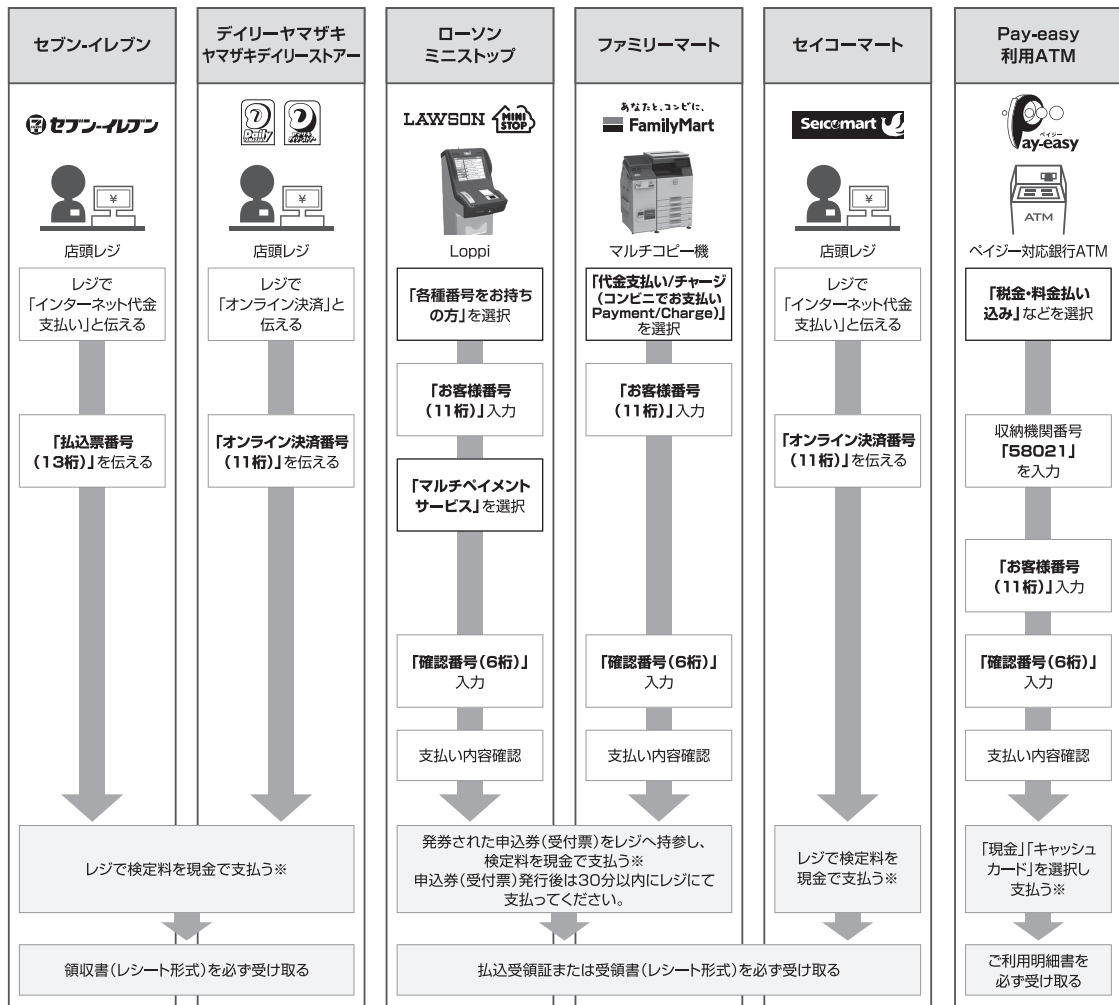 セブン-イレブン
セブン-イレブン
店頭レジ
レジで
「インターネット代金
支払い」と伝える
「払込票番号
(13桁)」を伝える
デイリーヤマザキ
ヤマザキデイリーストアー
店頭レジ
レジで
「オンライン決済」と
伝える
「オンライン決済番号
(11桁)」を伝える
レジで検定料を現金で支払う※
領収書(レシート形式)を必ず受け取る
ローソン
ミニストップ
LAWSON
MINI
STOP
Loppi
「各種番号をお持ち
の方」を選択
「お客様番号
(11桁)」入力
「マルチペイメント
サービス」を選択
「確認番号(6桁)」
入力
支払い内容確認
ファミリーマート
あなたと、コンビに、
FamilyMart
マルチコピー機
「代金支払い/チャージ
(コンビニでお支払い
Payment/Charge)」
を選択
「お客様番号
(11桁)」入力
「確認番号(6桁)」
入力
支払い内容確認
発券された申込券(受付票)をレジへ持参し、
検定料を現金で支払う※
申込券(受付票)発行後は30分以内にレジにて
支払ってください。
セイコーマート
Seicomart
店頭レジ
レジで
「インターネット代金
支払い」と伝える
「オンライン決済番号
(11桁)」を伝える
レジで検定料を
現金で支払う※
払込受領証または受領書(レシート形式)を必ず受け取る
Pay-easy
利用ATM
ペイジー
Pay-easy
ATM
ペイジー対応銀行ATM
「税金・料金払い
込み」などを選択
収納機関番号
「58021」
を入力
「お客様番号
(11桁)」入力
「確認番号(6桁)」
入力
支払い内容確認
「現金」「キャッシュ
カード」を選択し
支払う※
ご利用明細書を
必ず受け取る